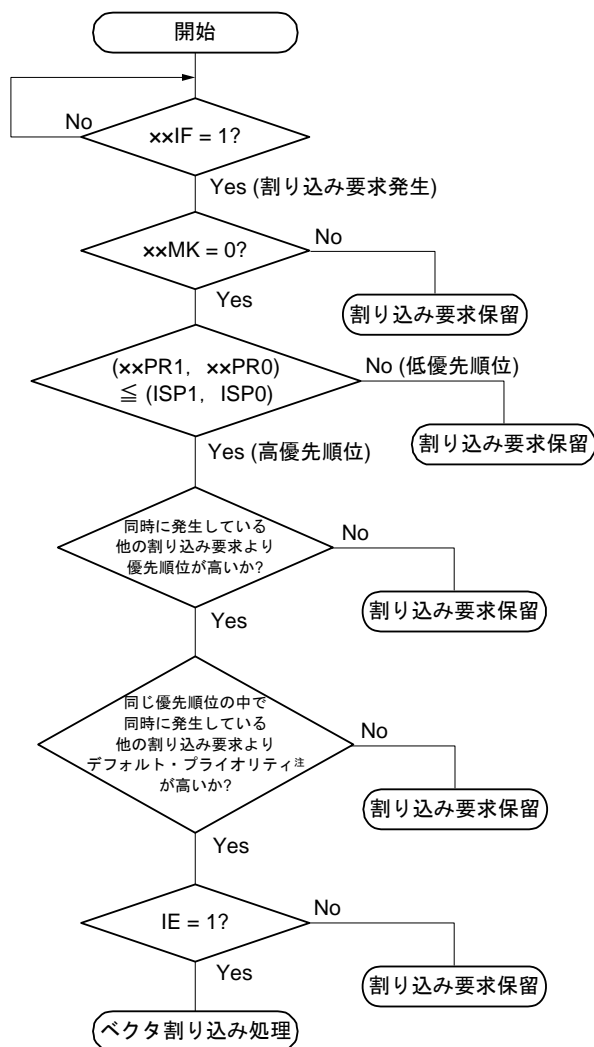 開始
No
××IF = 1?
Yes (割り込み要求発生)
××MK = 0?
No
Yes
割り込み要求保留
(××PR1, ××PR0)
≦ (ISP1, ISP0)
No (低優先順位)
割り込み要求保留
Yes (高優先順位)
同時に発生している
他の割り込み要求より
優先順位が高いか?
No
割り込み要求保留
Yes
同じ優先順位の中で
同時に発生している
他の割り込み要求より
デフォルト・プライオリティ注
が高いか?
No
割り込み要求保留
Yes
IE = 1?
No
割り込み要求保留
Yes
ベクタ割り込み処理